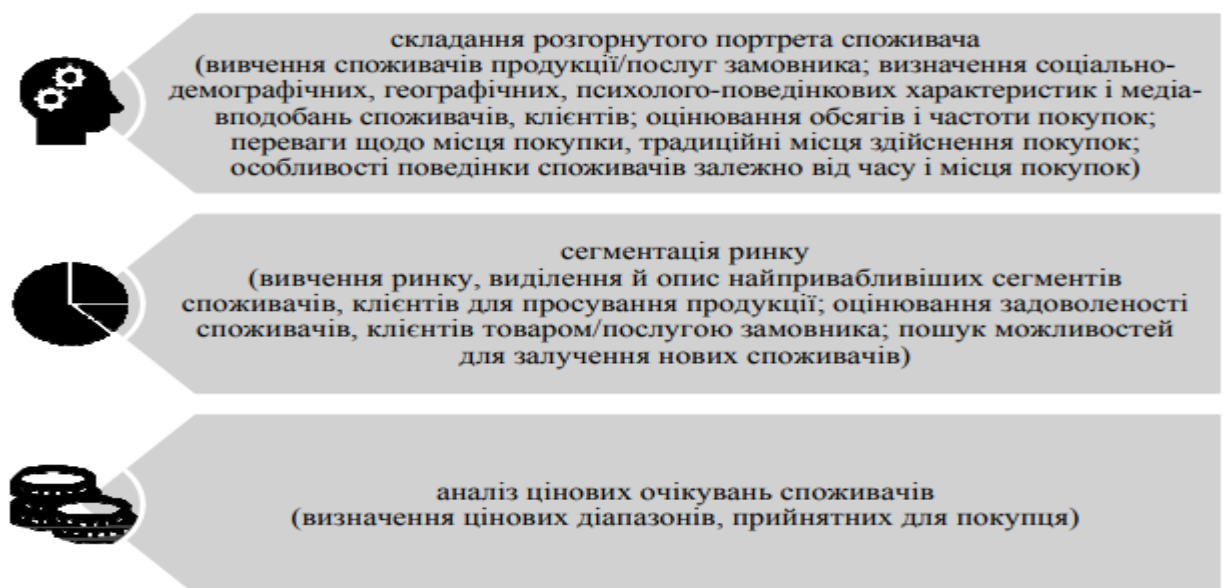 складання розгорнутого портрета споживача
(вивчення споживачів продукції/послуг замовника; визначення соціально-
демографічних, географічних, психолого-поведінкових характеристик і медіа-
вподобань споживачів, клієнтів; оцінювання обсягів і частоти покупок;
переваги щодо місця покупки, традиційні місця здійснення покупок;
особливості поведінки споживачів залежно від часу і місця покупок)
сегментація ринку
(вивчення ринку, виділення й опис найпривабливіших сегментів
споживачів, клієнтів для просування продукції; оцінювання задоволеності
споживачів, клієнтів товаром/послугою замовника; пошук можливостей
для залучення нових споживачів)
аналіз цінових очікувань споживачів
(визначення цінових діапазонів, прийнятних для покупця)